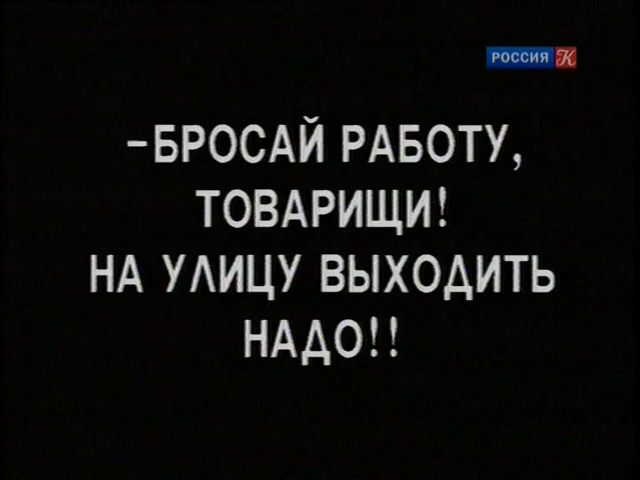 РОССИЯ К
-БРОСАЙ РАБОТУ,
ТОВАРИЩИ!
НА УЛИЦУ ВЫХОДИТЬ
НАДО!!